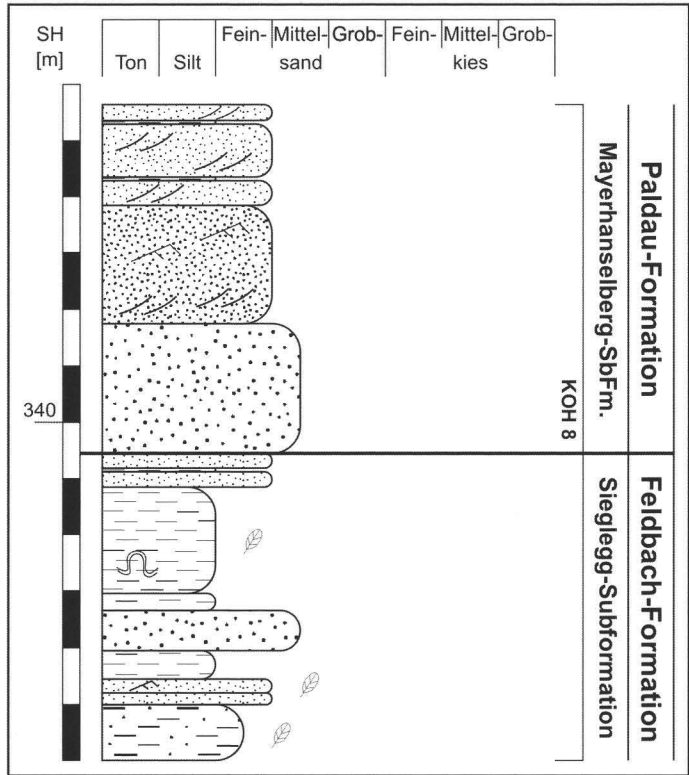 SH
[m]
Fein- Mittel- Grob- Fein- Mittel- Grob-
Ton Silt sand kies
340
KOH 8
Mayerhanselberg-SbFm.
Paldau-Formation
Sieglegg-Subformation
Feldbach-Formation